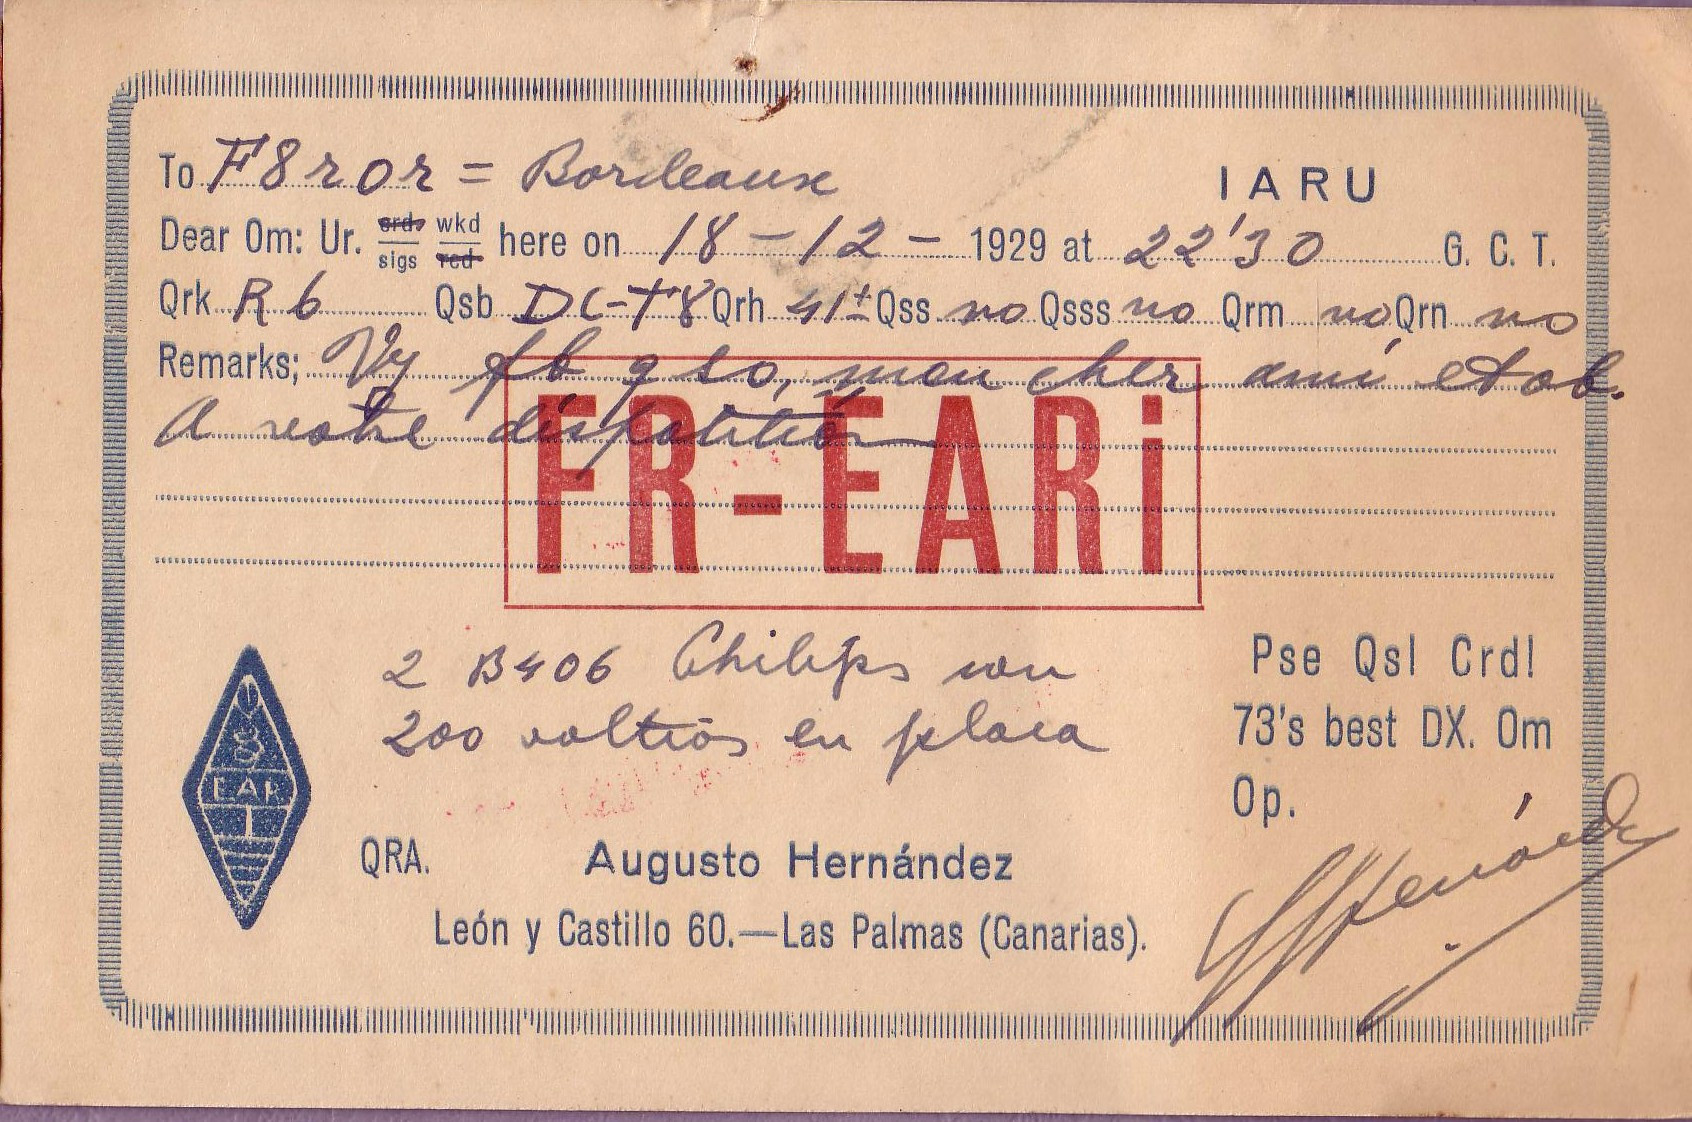 To F8ror = Bordeaux
IARU
Dear Om: Ur. crd. sigs wkd rcd here on 18-12-1929 at 22'30 G. C. T.
Qrk R6 Qsb DC-T8 Qrh 41± Qss no Qsss no Qrm no Qrn no
Remarks; Vy fb qso, mon cher ami et ob.
A votre
FR-EARi
2 B406 Philips con
200 voltios en placa
Pse Qsl Crd!
73's best DX. Om
Op.
EAR
QRA. Augusto Hernández
León y Castillo 60.—Las Palmas (Canarias).